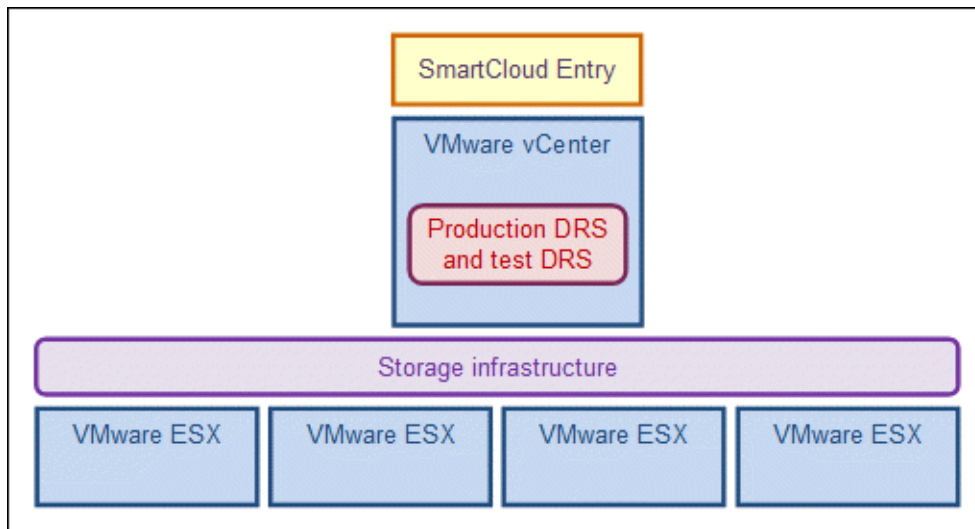 SmartCloud Entry
VMware vCenter
Production DRS
and test DRS
Storage infrastructure
VMware ESX
VMware ESX
VMware ESX
VMware ESX